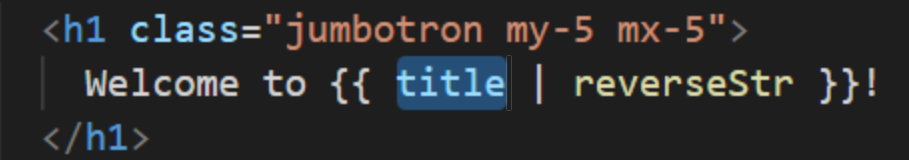 <h1 class="jumbotron my-5 mx-5">
Welcome to {{ title | reverseStr }}!
</h1>